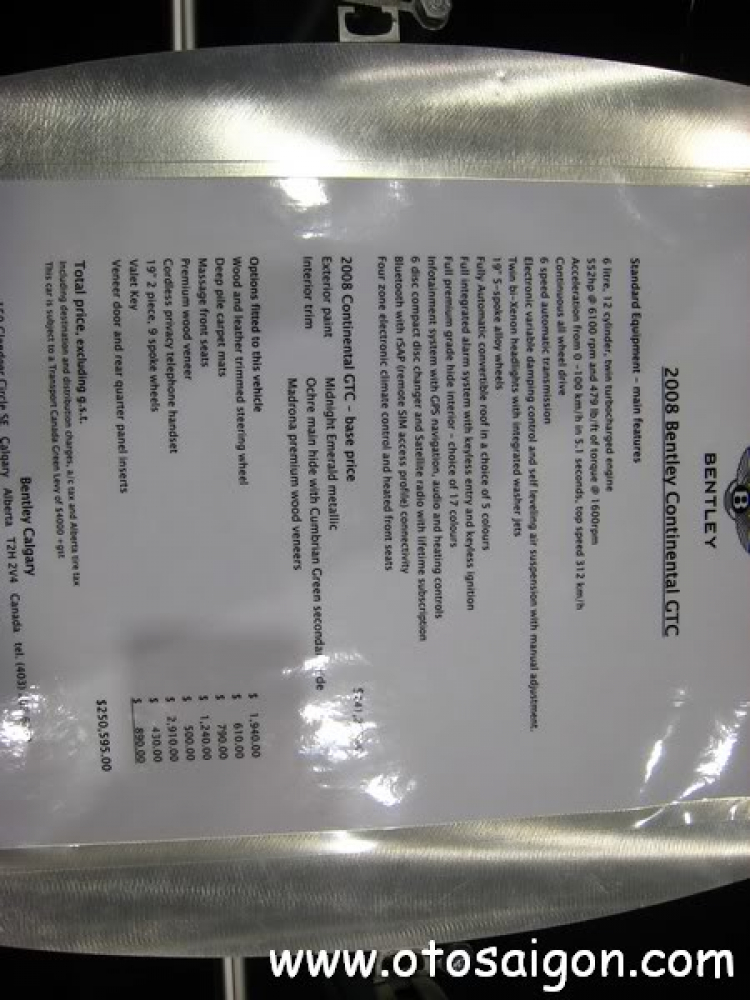 B
BENTLEY
2008 Bentley Continental GTC
Standard Equipment - main features
6 litre, 12 cylinder, twin turbocharged engine
552hp @ 6100 rpm and 479 lb/ft of torque @ 1600rpm
Acceleration from 0 -100 km/h in 5.1 seconds, top speed 312 km/h
Continuous all wheel drive
6 speed automatic transmission
Electronic variable damping control and self leveling air suspension with manual adjustment.
Twin bi-Xenon headlights with integrated washer jets
19" 5-spoke alloy wheels
Fully Automatic convertible roof in a choice of 5 colours
Full integrated alarm system with keyless entry and keyless ignition
Full premium grade hide interior - choice of 17 colours
Infotainment system with GPS navigation, audio and heating controls
6 disc compact disc changer and Satellite radio with lifetime subscription
Bluetooth with rSAP (remote SIM access profile) connectivity
Four zone electronic climate control and heated front seats
2008 Continental GTC - base price
Exterior paint Midnight Emerald metallic
Interior trim Ochre main hide with Cumbrian Green
Madrona premium wood veneers
Options fitted to this vehicle
Wood and leather trimmed steering wheel $ 1,940.00
Deep pile carpet mats $ 610.00
Massage front seats $ 790.00
Premium wood veneer $ 1,240.00
Cordless privacy telephone handset $ 500.00
19" 2 piece, 9 spoke wheels $ 2,910.00
Valet Key $ 430.00
Veneer door and rear quarter panel inserts $ 890.00
Total price, excluding g.s.t. $250,595.00
Including destination and distribution charges, a/c tax and Alberta tire tax
This car is subject to a Transport Canada Green Levy of $4000 +gst
Bentley Calgary
Circle SE Calgary Alberta T2H 2V4 Canada tel. (403)
www.otosaigon.com